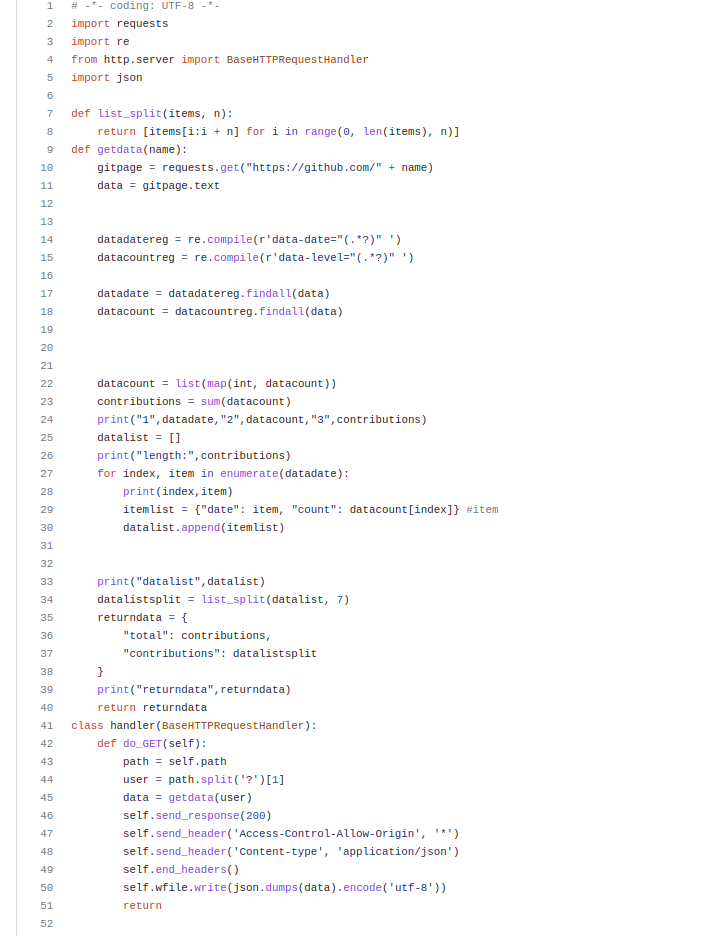 1 # -*- coding: UTF-8 -*-
2 import requests
3 import re
4 from http.server import BaseHTTPRequestHandler
5 import json
6
7 def list_split(items, n):
8     return [items[i:i + n] for i in range(0, len(items), n)]
9 def getdata(name):
10     gitpage = requests.get("https://github.com/" + name)
11     data = gitpage.text
12
13
14     datadatereg = re.compile(r'data-date="(.*?)" ')
15     datacountreg = re.compile(r'data-level="(.*?)" ')
16
17     datadate = datadatereg.findall(data)
18     datacount = datacountreg.findall(data)
19
20
21
22     datacount = list(map(int, datacount))
23     contributions = sum(datacount)
24     print("1",datadate,"2",datacount,"3",contributions)
25     datalist = []
26     print("length:",contributions)
27     for index, item in enumerate(datadate):
28         print(index,item)
29         itemlist = {"date": item, "count": datacount[index]} #item
30         datalist.append(itemlist)
31
32
33     print("datalist",datalist)
34     datalistsplit = list_split(datalist, 7)
35     returndata = {
36         "total": contributions,
37         "contributions": datalistsplit
38     }
39     print("returndata",returndata)
40     return returndata
41 class handler(BaseHTTPRequestHandler):
42     def do_GET(self):
43         path = self.path
44         user = path.split('?')[1]
45         data = getdata(user)
46         self.send_response(200)
47         self.send_header('Access-Control-Allow-Origin', '*')
48         self.send_header('Content-type', 'application/json')
49         self.end_headers()
50         self.wfile.write(json.dumps(data).encode('utf-8'))
51         return
52